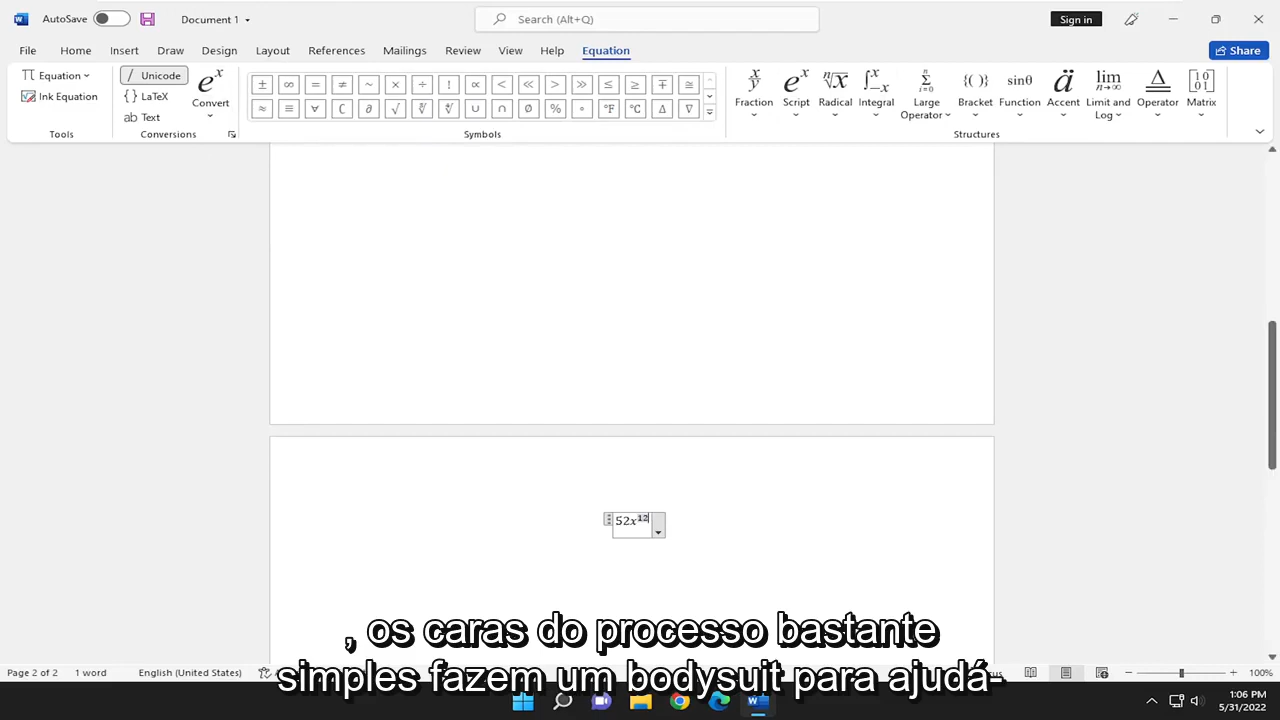 AutoSave Document 1 Search (Alt+Q) Sign in
File Home Insert Draw Design Layout References Mailings Review View Help Equation Share
Equation Unicode
Ink Equation LaTeX
Text
Convert
± ∞ = ≠ ~ × ÷ ! ∝ < ≪ > ≫ ≤ ≥ ∓ ≅
≈ ≡ ∀ ∁ ∂ √ ∛ ∜ ∪ ∩ ∅ % ° °F °C ∆ ∇
Fraction Script Radical Integral Large Operator Bracket Function Accent Limit and Log Operator Matrix
Tools Conversions Symbols Structures
52x¹²
, os caras do processo bastante
simples fazem um bodysuit para ajudá-
Page 2 of 2 1 word English (United States) 100%
1:06 PM
5/31/2022